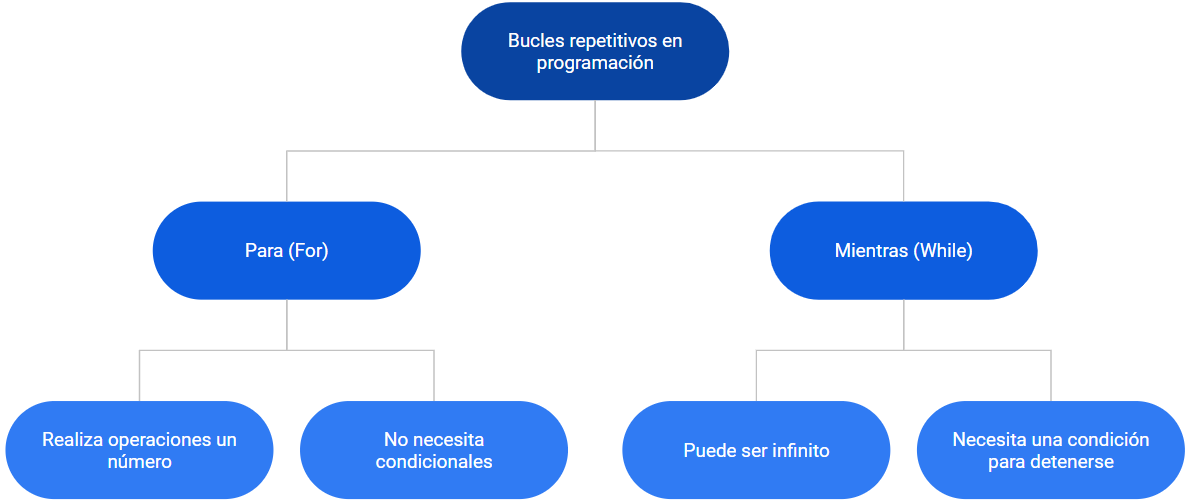 Bucles repetitivos en
programación
Para (For)
Mientras (While)
Realiza operaciones un
número
No necesita
condicionales
Puede ser infinito
Necesita una condición
para detenerse